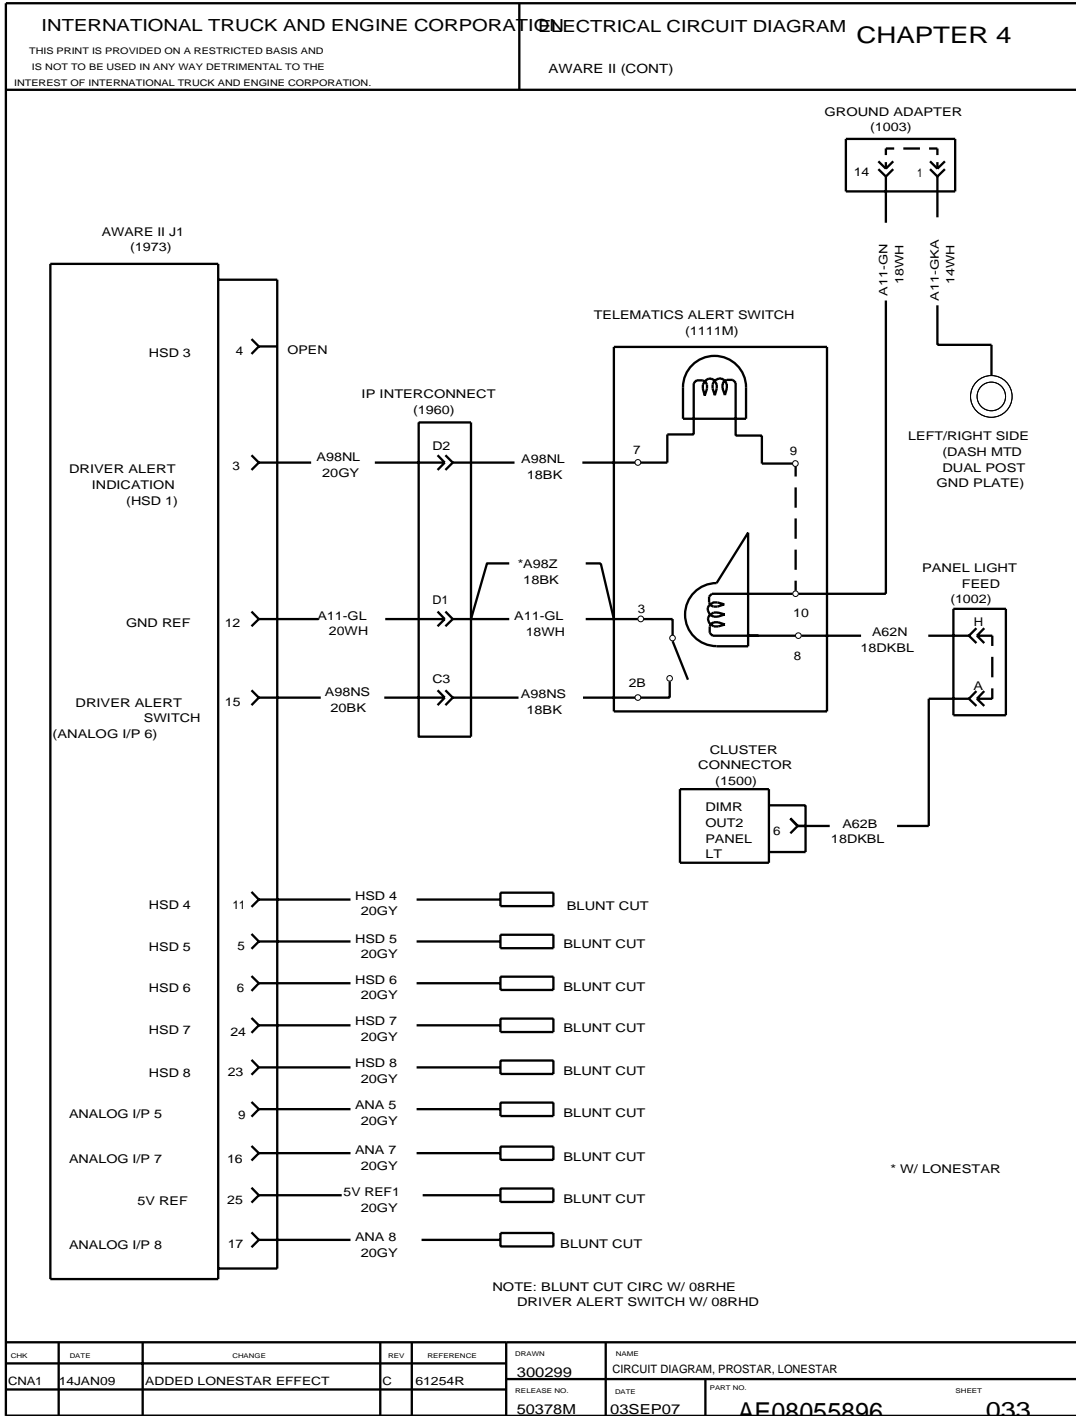 INTERNATIONAL TRUCK AND ENGINE CORPORATION
THIS PRINT IS PROVIDED ON A RESTRICTED BASIS AND
IS NOT TO BE USED IN ANY WAY DETRIMENTAL TO THE
INTEREST OF INTERNATIONAL TRUCK AND ENGINE CORPORATION.
ELECTRICAL CIRCUIT DIAGRAM
CHAPTER 4
AWARE II (CONT)
GROUND ADAPTER
(1003)
14
1
A11-GN
18WH
A11-GKA
14WH
LEFT/RIGHT SIDE
(DASH MTD
DUAL POST
GND PLATE)
AWARE II J1
(1973)
HSD 3
4
OPEN
DRIVER ALERT
INDICATION
(HSD 1)
3
A98NL
20GY
GND REF
12
A11-GL
20WH
DRIVER ALERT
SWITCH
(ANALOG I/P 6)
15
A98NS
20BK
IP INTERCONNECT
(1960)
D2
D1
C3
A98NL
18BK
*A98Z
18BK
A11-GL
18WH
A98NS
18BK
TELEMATICS ALERT SWITCH
(1111M)
7
9
3
10
8
2B
A62N
18DKBL
PANEL LIGHT
FEED
(1002)
H
A
CLUSTER
CONNECTOR
(1500)
DIMR
OUT2
PANEL
LT
6
A62B
18DKBL
HSD 4
11
HSD 4
20GY
BLUNT CUT
HSD 5
5
HSD 5
20GY
BLUNT CUT
HSD 6
6
HSD 6
20GY
BLUNT CUT
HSD 7
24
HSD 7
20GY
BLUNT CUT
HSD 8
23
HSD 8
20GY
BLUNT CUT
ANALOG I/P 5
9
ANA 5
20GY
BLUNT CUT
ANALOG I/P 7
16
ANA 7
20GY
BLUNT CUT
5V REF
25
5V REF1
20GY
BLUNT CUT
ANALOG I/P 8
17
ANA 8
20GY
BLUNT CUT
* W/ LONESTAR
NOTE: BLUNT CUT CIRC W/ 08RHE
DRIVER ALERT SWITCH W/ 08RHD
CHK DATE CHANGE REV REFERENCE
CNA1 14JAN09 ADDED LONESTAR EFFECT C 61254R
DRAWN
300299
NAME
CIRCUIT DIAGRAM, PROSTAR, LONESTAR
RELEASE NO.
50378M
DATE
03SEP07
PART NO.
AE08055896
SHEET
033